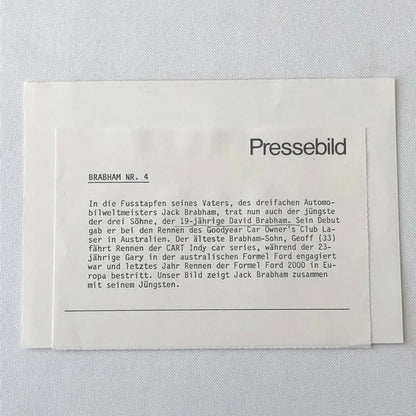 Pressebild
BRABHAM NR. 4
In die Fusstapfen seines Vaters, des dreifachen Automo-
bilweltmeisters Jack Brabham, trat nun auch der jüngste
der drei Söhne, der 19-jährige David Brabham. Sein Debut
gab er bei den Rennen des Goodyear Car Owner's Club La-
ser in Australien. Der älteste Brabham-Sohn, Geoff (33)
fährt Rennen der CART Indy car series, während der 23-
jährige Gary in der australischen Formel Ford engagiert
war und letztes Jahr Rennen der Formel Ford 2000 in Eu-
ropa bestritt. Unser Bild zeigt Jack Brabham zusammen
mit seinem Jüngsten.